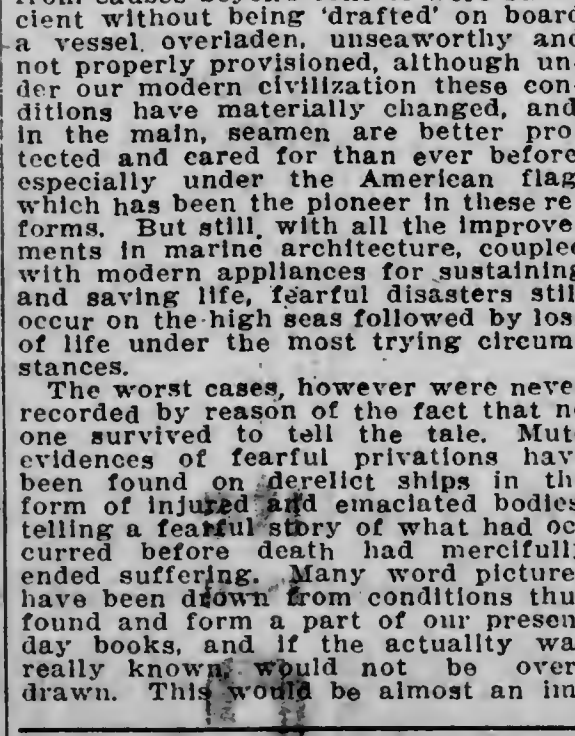 cient without being 'drafted' on board
a vessel overladen, unseaworthy and
not properly provisioned, although un-
der our modern civilization these con-
ditions have materially changed, and
in the main, seamen are better pro
tected and cared for than ever before
especially under the American flag
which has been the pioneer in these re
forms. But still, with all the improve
ments in marine architecture, coupled
with modern appliances for sustaining
and saving life, fearful disasters still
occur on the high seas followed by los
of life under the most trying circum
stances.
The worst cases, however were neve
recorded by reason of the fact that n
one survived to tell the tale. Mut
evidences of fearful privations hav
been found on derelict ships in th
form of injured and emaciated bodies
telling a fearful story of what had oc
curred before death had mercifull
ended suffering. Many word picture
have been drown from conditions thu
found and form a part of our presen
day books, and if the actuality wa
really known, would not be over
drawn. This would be almost an im